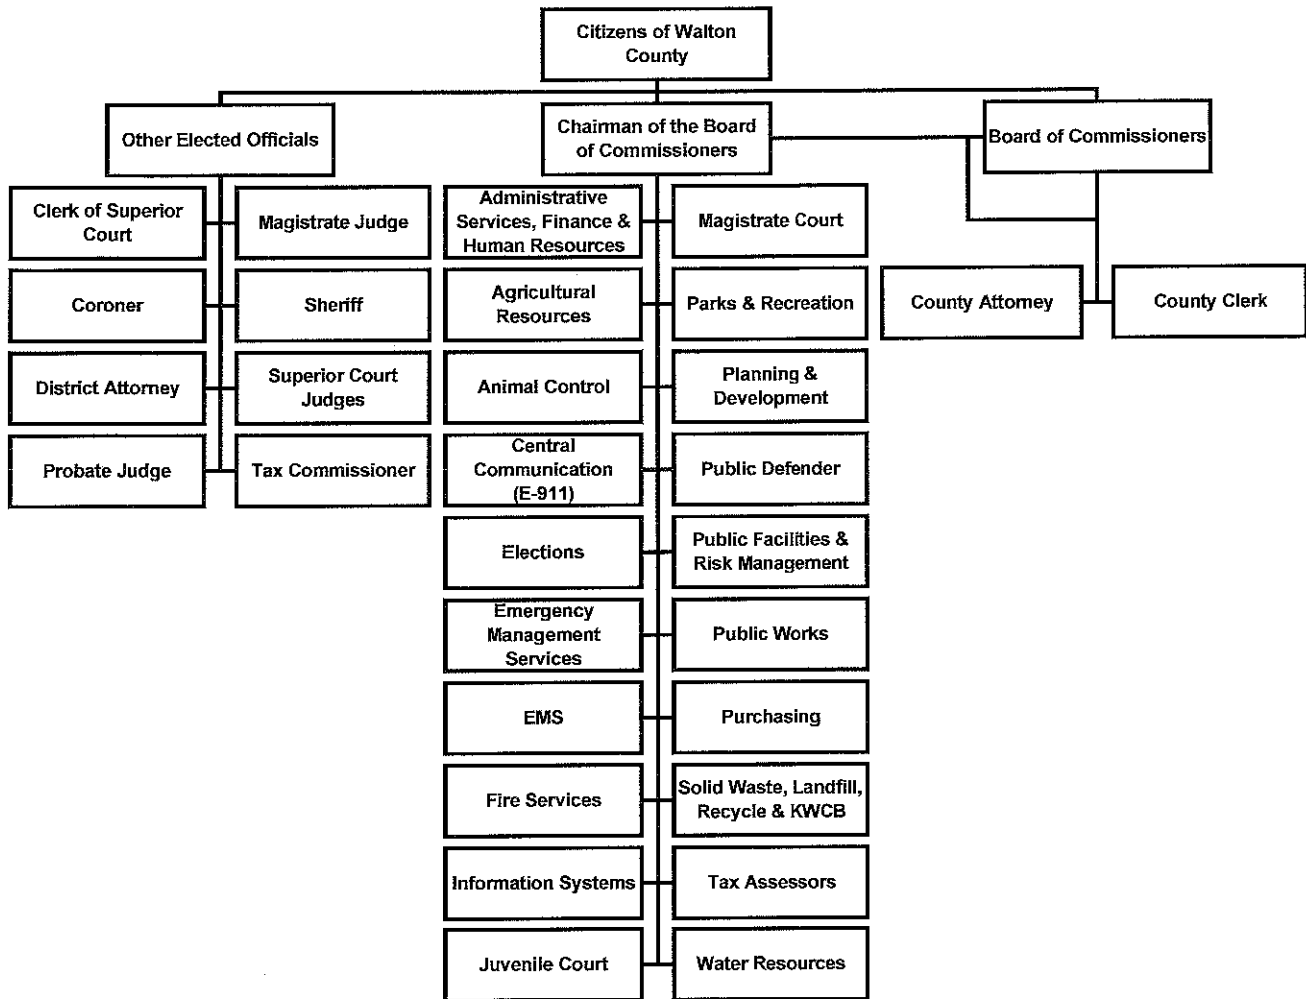 Citizens of Walton
County
Other Elected Officials
Chairman of the Board
of Commissioners
Board of Commissioners
Clerk of Superior
Court
Magistrate Judge
Coroner
Sheriff
District Attorney
Superior Court
Judges
Probate Judge
Tax Commissioner
Administrative
Services, Finance &
Human Resources
Magistrate Court
Agricultural
Resources
Parks & Recreation
Animal Control
Planning &
Development
Central
Communication
(E-911)
Public Defender
Elections
Public Facilities &
Risk Management
Emergency
Management
Services
Public Works
EMS
Purchasing
Fire Services
Solid Waste, Landfill,
Recycle & KWCB
Information Systems
Tax Assessors
Juvenile Court
Water Resources
County Attorney
County Clerk